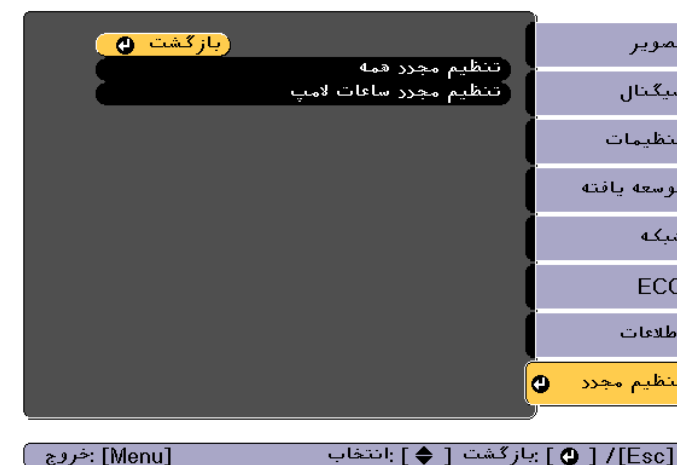 بازگشت
تنظیم مجدد همه
تنظیم مجدد ساعات لامپ
صویر
یگنال
نظیمات
وسعه یافته
بکه
ECO
طلاعات
نظیم مجدد
[Esc]/ [ ] :بازگشت [ ] :انتخاب [Menu] :خروج